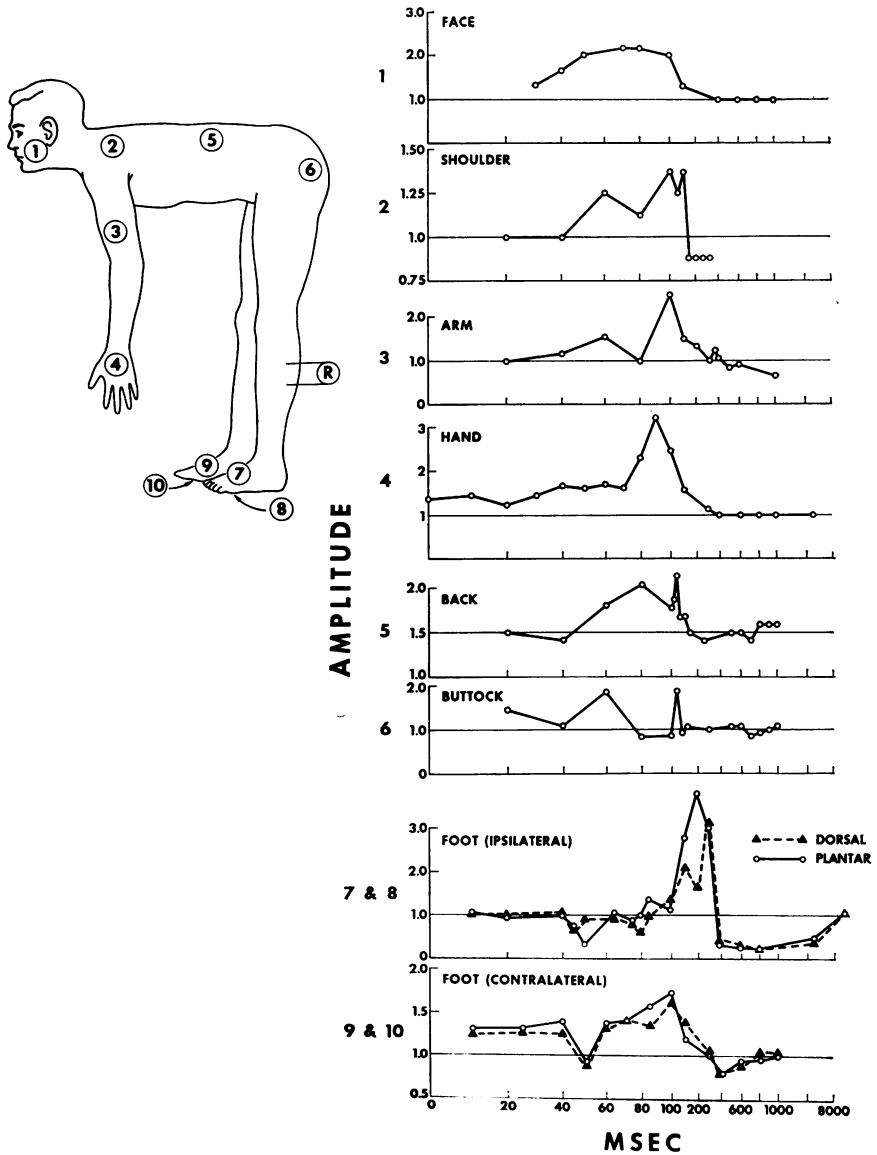 1
2
3
4
5
6
R
7
8
9
10
AMPLITUDE
1
FACE
3.0
2.0
1.0
2
SHOULDER
1.50
1.25
1.0
0.75
3
ARM
2.0
1.0
0
4
HAND
3
2
1
5
BACK
2.0
1.5
1.0
6
BUTTOCK
2.0
1.0
0
7 & 8
FOOT (IPSILATERAL)
DORSAL
PLANTAR
3.0
2.0
1.0
0
9 & 10
FOOT (CONTRALATERAL)
2.0
1.5
1.0
0.5
0 20 40 60 80 100 200 600 1000 8000
MSEC